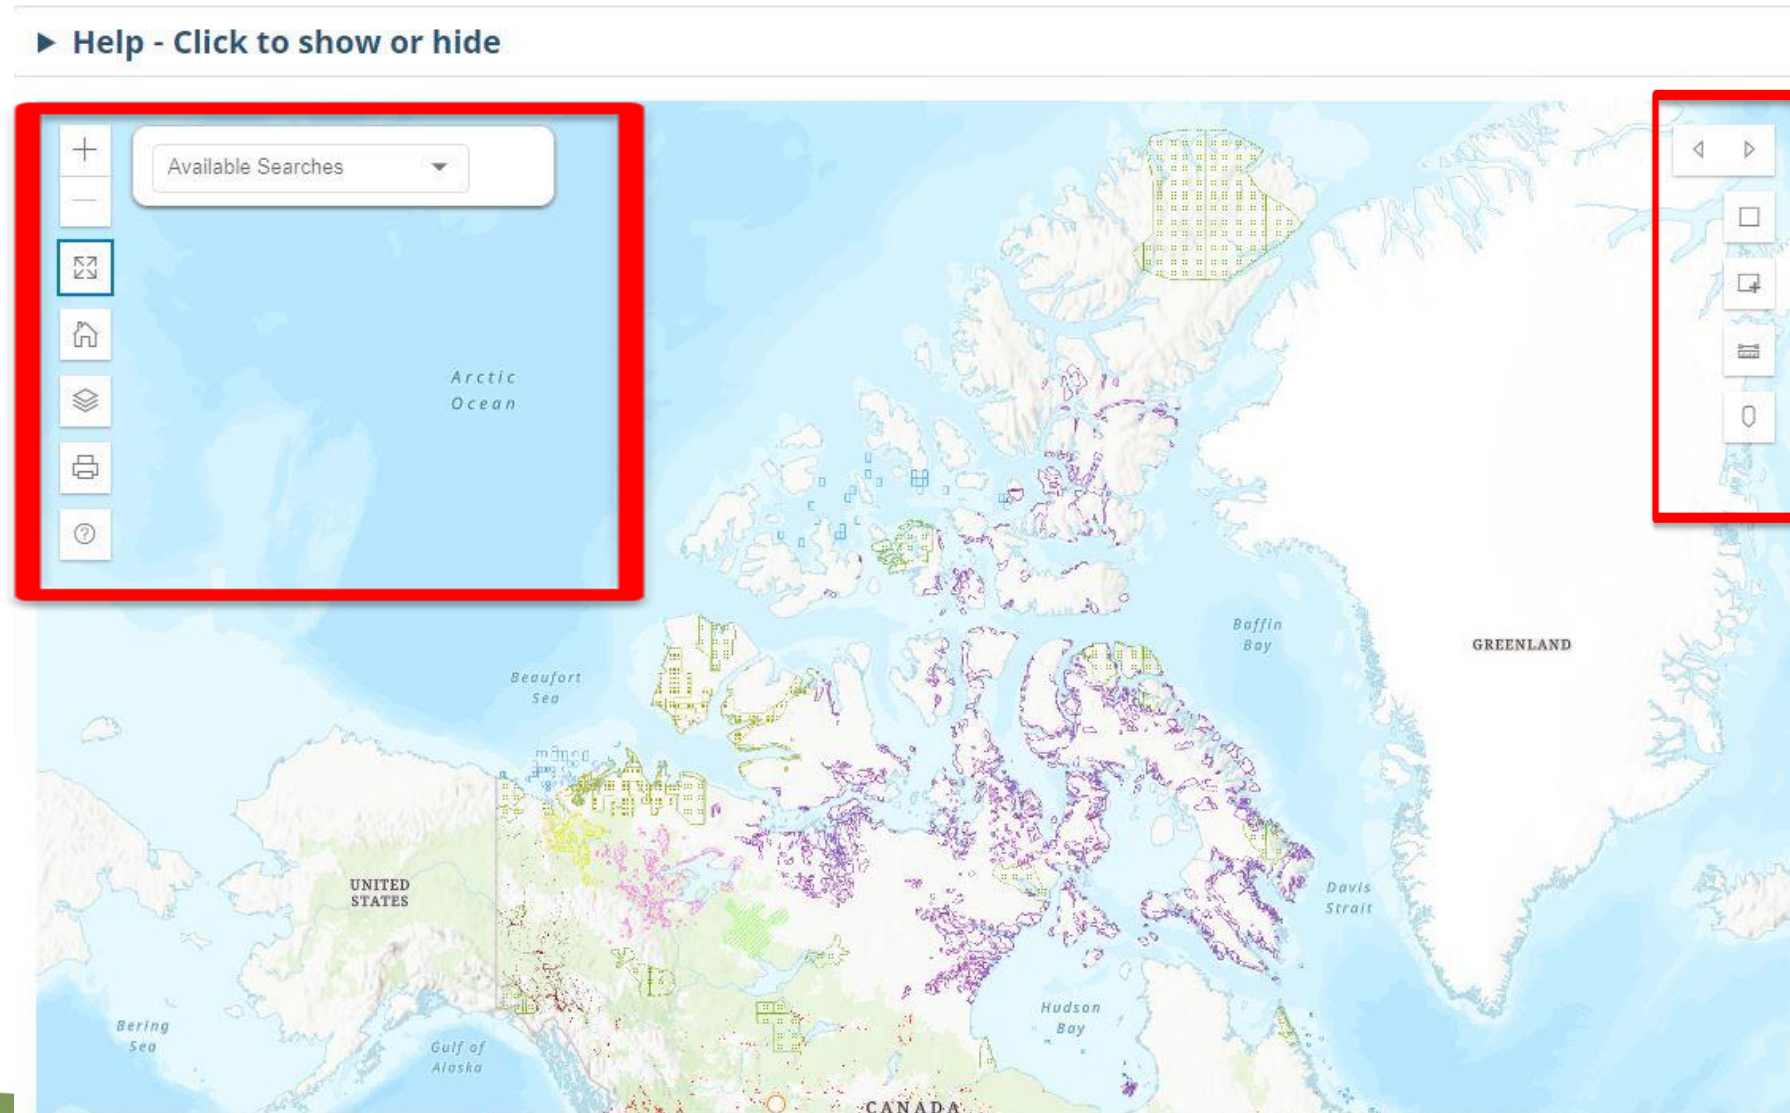 Help - Click to show or hide
Available Searches
Arctic
Ocean
Baffin
Bay
GREENLAND
Beaufort
Sea
UNITED
STATES
Davis
Strait
Hudson
Bay
Bering
Sea
Gulf of
Alaska
CANADA